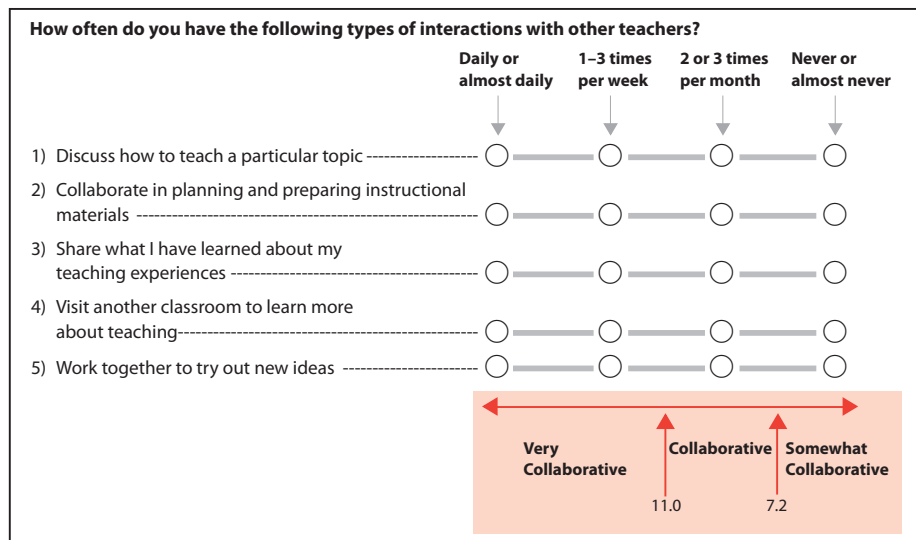 How often do you have the following types of interactions with other teachers?
Daily or
almost daily
1–3 times
per week
2 or 3 times
per month
Never or
almost never
1) Discuss how to teach a particular topic
2) Collaborate in planning and preparing instructional
materials
3) Share what I have learned about my
teaching experiences
4) Visit another classroom to learn more
about teaching
5) Work together to try out new ideas
Very
Collaborative
Collaborative
Somewhat
Collaborative
11.0
7.2